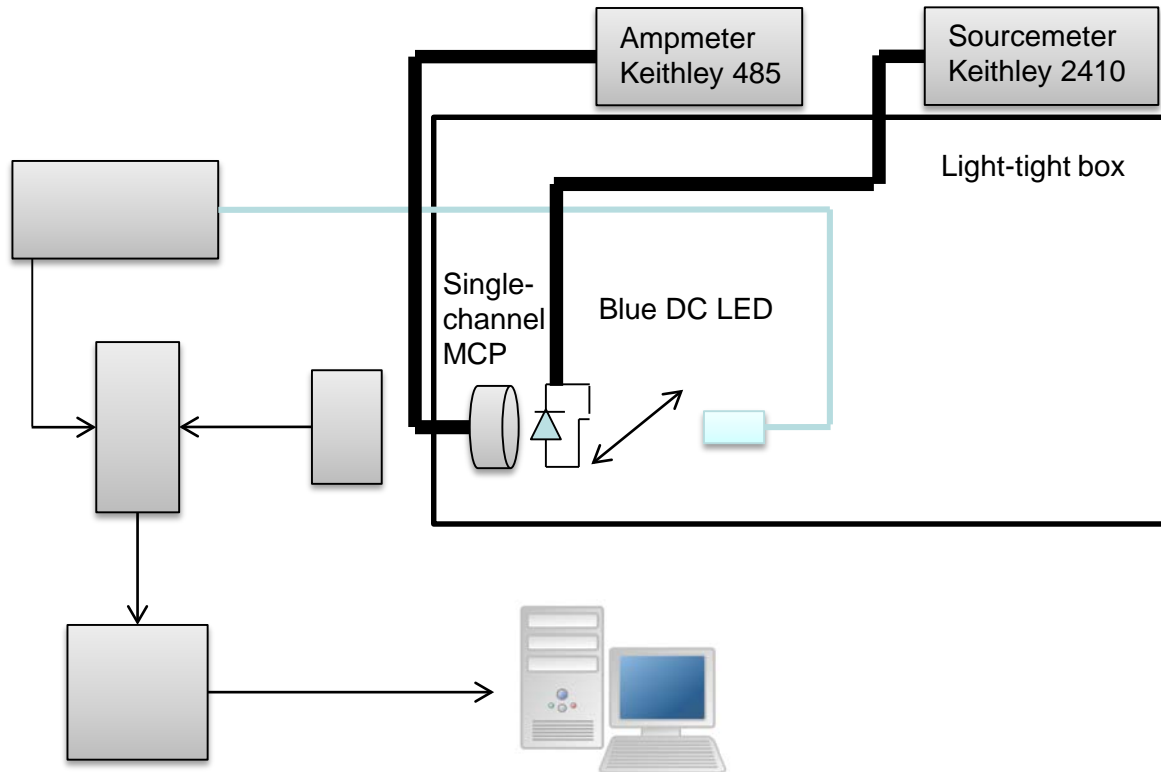 Ampmeter
Keithley 485
Sourcemeter
Keithley 2410
Light-tight box
Single-
channel
MCP
Blue DC LED